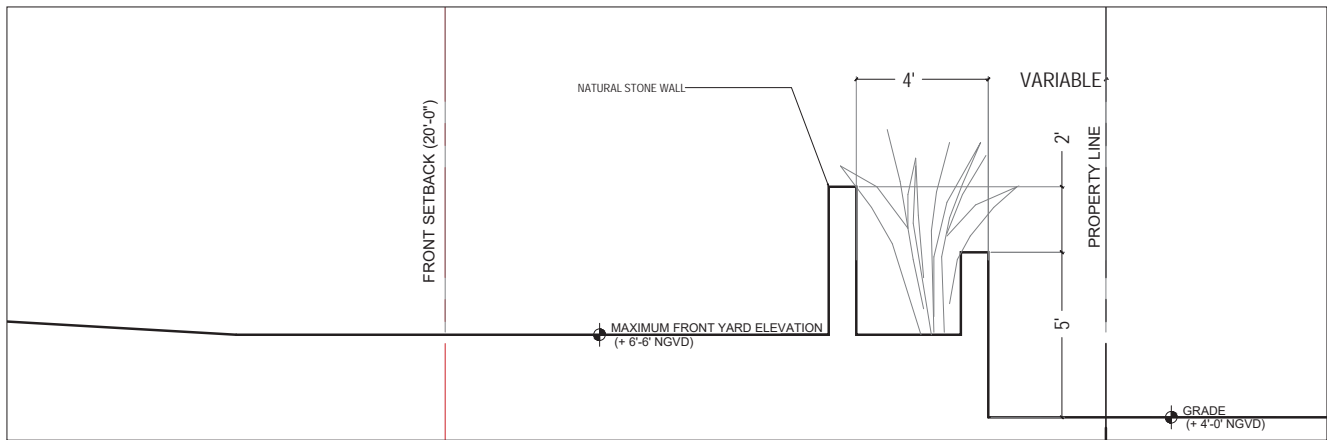 4'
VARIABLE
NATURAL STONE WALL
FRONT SETBACK (20'-0")
2'
PROPERTY LINE
5'
MAXIMUM FRONT YARD ELEVATION
(+ 6'-6' NGVD)
GRADE
(+ 4'-0' NGVD)